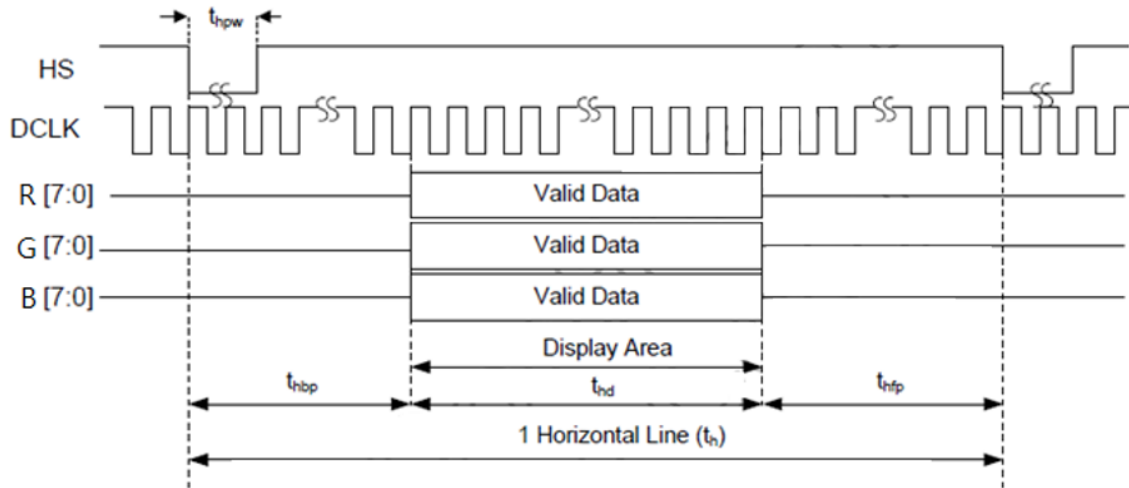 thpw
HS
DCLK
R [7:0]
Valid Data
G [7:0]
Valid Data
B [7:0]
Valid Data
Display Area
thbp
thd
thfp
1 Horizontal Line (th)